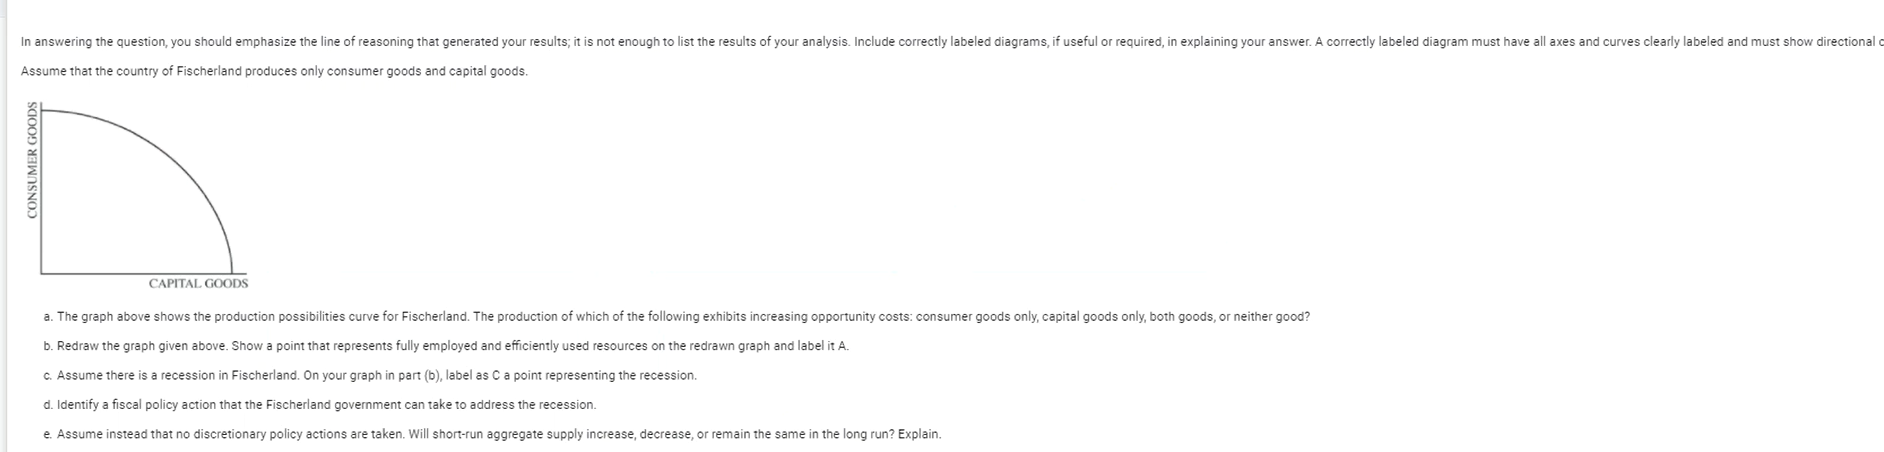 In answering the question, you should emphasize the line of reasoning that generated your results; it is not enough to list the results of your analysis. Include correctly labeled diagrams, if useful or required, in explaining your answer. A correctly labeled diagram must have all axes and curves clearly labeled and must show directional c
Assume that the country of Fischerland produces only consumer goods and capital goods.
CONSUMER GOODS
CAPITAL GOODS
a. The graph above shows the production possibilities curve for Fischerland. The production of which of the following exhibits increasing opportunity costs: consumer goods only, capital goods only, both goods, or neither good?
b. Redraw the graph given above. Show a point that represents fully employed and efficiently used resources on the redrawn graph and label it A.
c. Assume there is a recession in Fischerland. On your graph in part (b), label as C a point representing the recession.
d. Identify a fiscal policy action that the Fischerland government can take to address the recession.
e. Assume instead that no discretionary policy actions are taken. Will short-run aggregate supply increase, decrease, or remain the same in the long run? Explain.